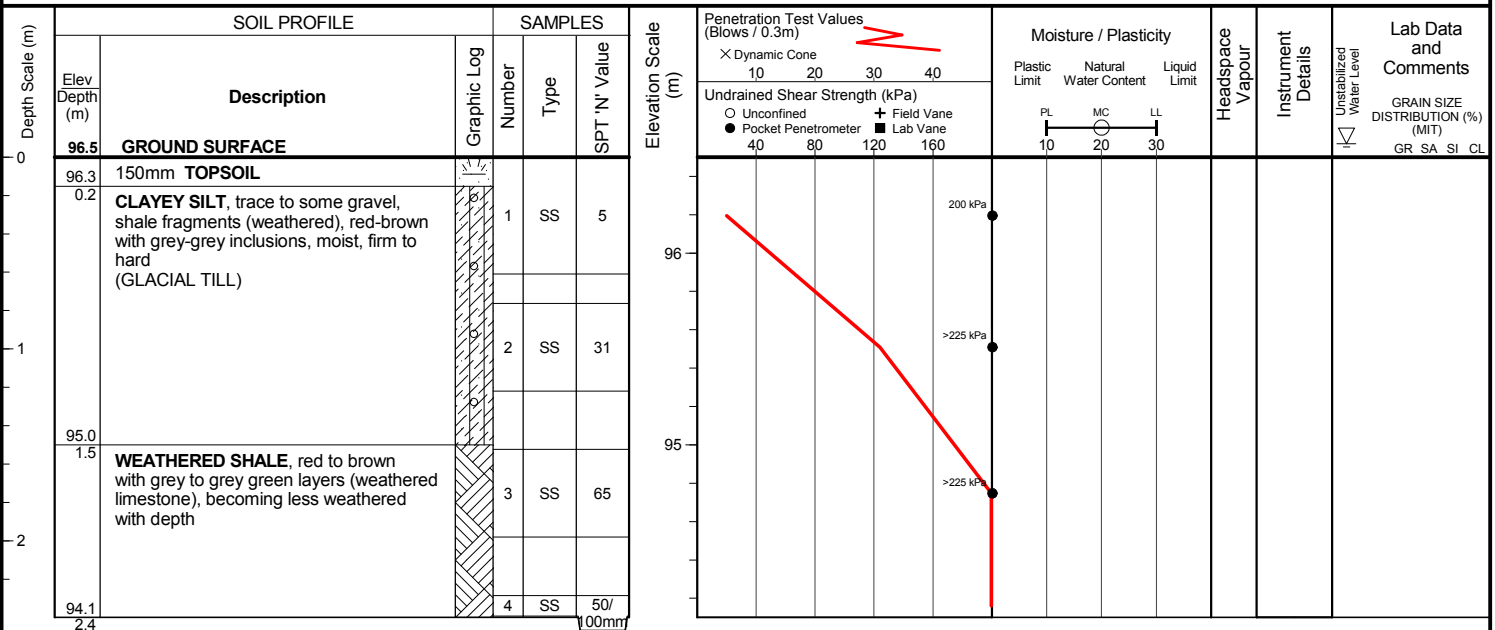 SOIL PROFILE
SAMPLES
Depth Scale (m)
Elev
Depth
(m)
Description
Graphic Log
Number
Type
SPT 'N' Value
Elevation Scale
(m)
Penetration Test Values
(Blows / 0.3m)
× Dynamic Cone
10 20 30 40
Undrained Shear Strength (kPa)
Unconfined
Field Vane
Pocket Penetrometer
Lab Vane
40 80 120 160
Moisture / Plasticity
Plastic
Limit
Natural
Water Content
Liquid
Limit
PL MC LL
10 20 30
Headspace
Vapour
Instrument
Details
Unstabilized
Water Level
Lab Data
and
Comments
GRAIN SIZE
DISTRIBUTION (%)
(MIT)
GR SA SI CL
96.5 GROUND SURFACE
0
96.3
0.2
150mm TOPSOIL
CLAYEY SILT, trace to some gravel,
shale fragments (weathered), red-brown
with grey-grey inclusions, moist, firm to
hard
(GLACIAL TILL)
1 SS 5
200 kPa
96
1
2 SS 31
>225 kPa
95.0
1.5
95
WEATHERED SHALE, red to brown
with grey to grey green layers (weathered
limestone), becoming less weathered
with depth
3 SS 65
>225 kPa
2
94.1
2.4
4 SS 50/
100mm